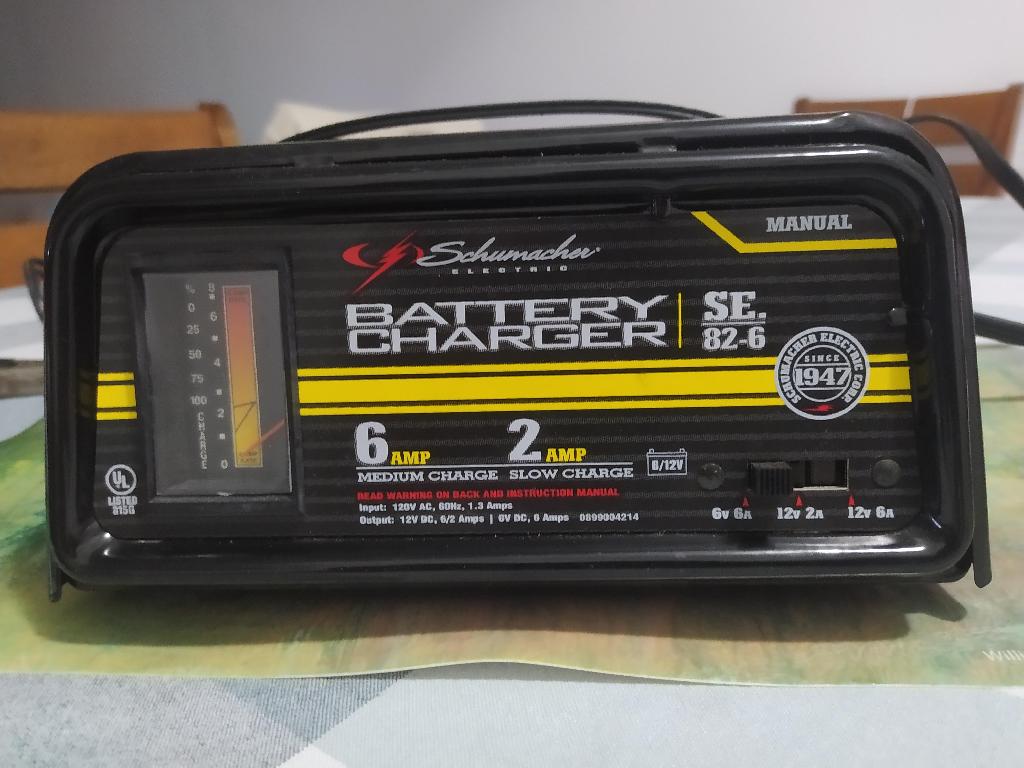 MANUAL
Schumacher
ELECTRIC
BATTERY
CHARGER
SE.
82-6
SCHUMACHER ELECTRIC CORP.
SINCE
1947
% 8
0 6
25
50 4
75
100 2
CHARGE 0
6 AMP 2 AMP
MEDIUM CHARGE SLOW CHARGE
6/12V
UL
LISTED
READ WARNING ON BACK AND INSTRUCTION MANUAL
Input: 120V AC, 60Hz, 1.3 Amps
Output: 12V DC, 6/2 Amps | 6V DC, 6 Amps 0899004214
6V 6A 12V 2A 12V 6A